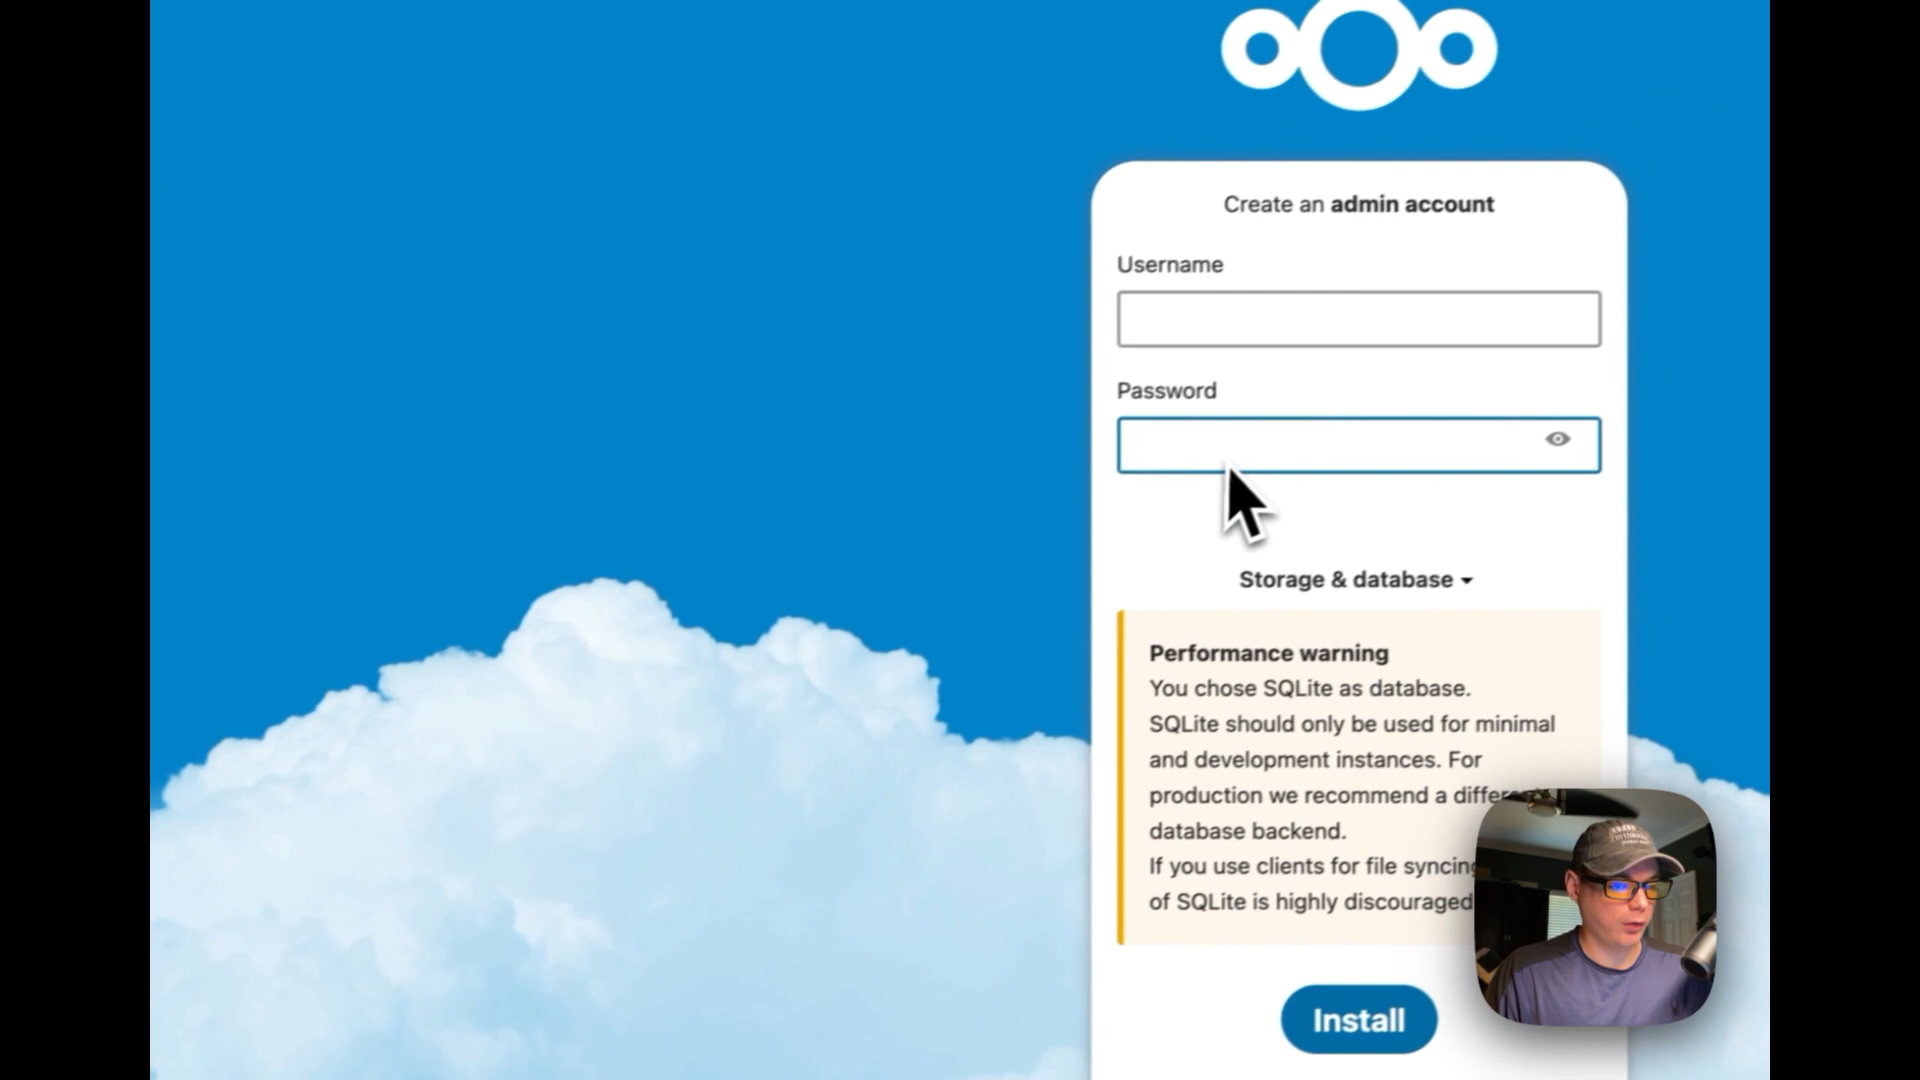 Create an admin account
Username
Password
Storage & database
Performance warning
You chose SQLite as database.
SQLite should only be used for minimal
and development instances. For
production we recommend a
database backend.
If you use clients for file syncing
of SQLite is highly discouraged
Install